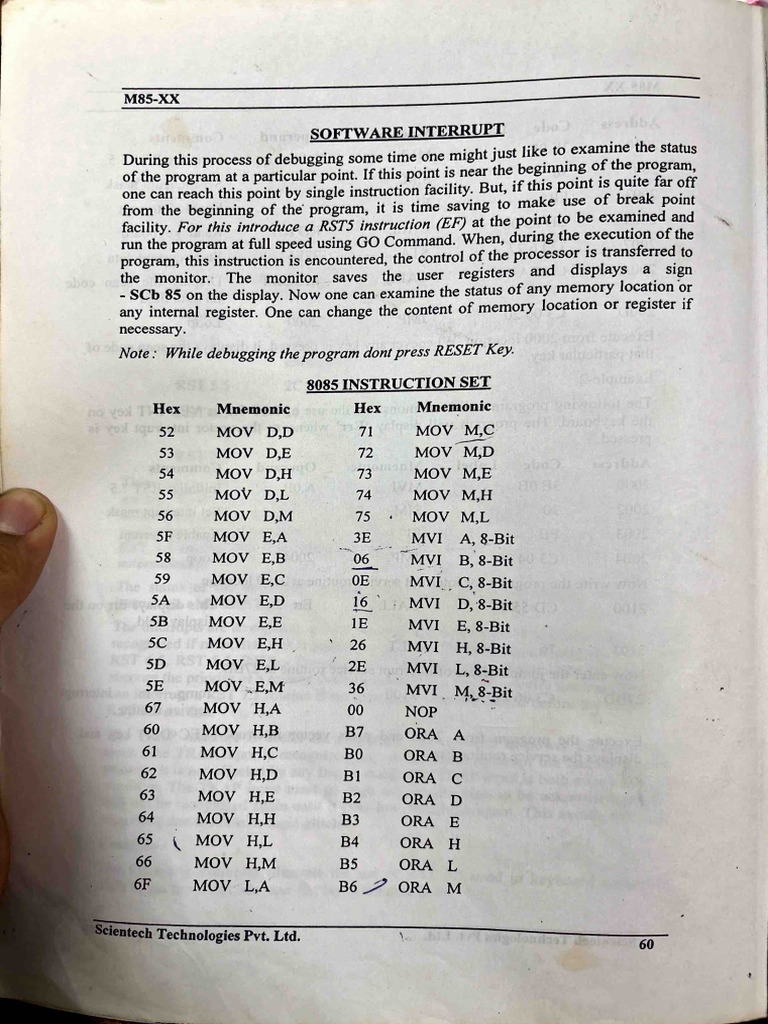 M85-XX
SOFTWARE INTERRUPT
During this process of debugging some time one might just like to examine the status
of the program at a particular point. If this point is near the beginning of the program,
one can reach this point by single instruction facility. But, if this point is quite far off
from the beginning of the program, it is time saving to make use of break point
facility. For this introduce a RST5 instruction (EF) at the point to be examined and
run the program at full speed using GO Command. When, during the execution of the
program, this instruction is encountered, the control of the processor is transferred to
the monitor. The monitor saves the user registers and displays a sign
- SCb 85 on the display. Now one can examine the status of any memory location or
any internal register. One can change the content of memory location or register if
necessary.
Note : While debugging the program dont press RESET Key.
8085 INSTRUCTION SET
Hex Mnemonic Hex Mnemonic
52 MOV D,D 71 MOV M,C
53 MOV D,E 72 MOV M,D
54 MOV D,H 73 MOV M,E
55 MOV D,L 74 MOV M,H
56 MOV D,M 75 MOV M,L
5F MOV E,A 3E MVI A, 8-Bit
58 MOV E,B 06 MVI B, 8-Bit
59 MOV E,C 0E MVI C, 8-Bit
5A MOV E,D 16 MVI D, 8-Bit
5B MOV E,E 1E MVI E, 8-Bit
5C MOV E,H 26 MVI H, 8-Bit
5D MOV E,L 2E MVI L, 8-Bit
5E MOV E,M 36 MVI M, 8-Bit
67 MOV H,A 00 NOP
60 MOV H,B B7 ORA A
61 MOV H,C B0 ORA B
62 MOV H,D B1 ORA C
63 MOV H,E B2 ORA D
64 MOV H,H B3 ORA E
65 MOV H,L B4 ORA H
66 MOV H,M B5 ORA L
6F MOV L,A B6 ORA M
Scientech Technologies Pvt. Ltd.
60